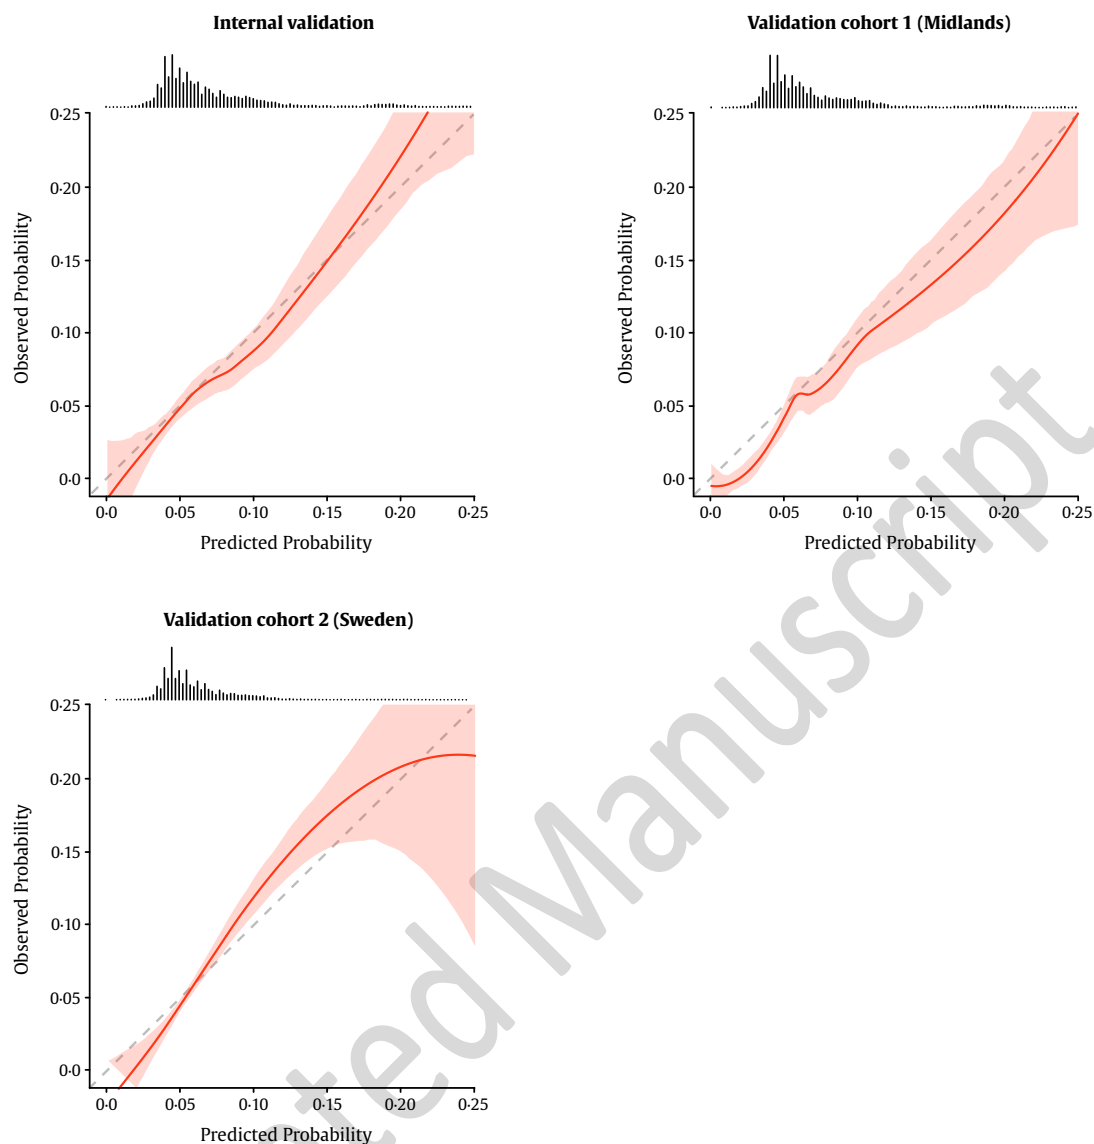 Internal validation
0·25
0·20
0·15
0·10
0·05
0·0
Observed Probability
0·0 0·05 0·10 0·15 0·20 0·25
Predicted Probability
Validation cohort 1 (Midlands)
0·25
0·20
0·15
0·10
0·05
0·0
Observed Probability
0·0 0·05 0·10 0·15 0·20 0·25
Predicted Probability
Validation cohort 2 (Sweden)
0·25
0·20
0·15
0·10
0·05
0·0
Observed Probability
0·0 0·05 0·10 0·15 0·20 0·25
Predicted Probability
Manuscript